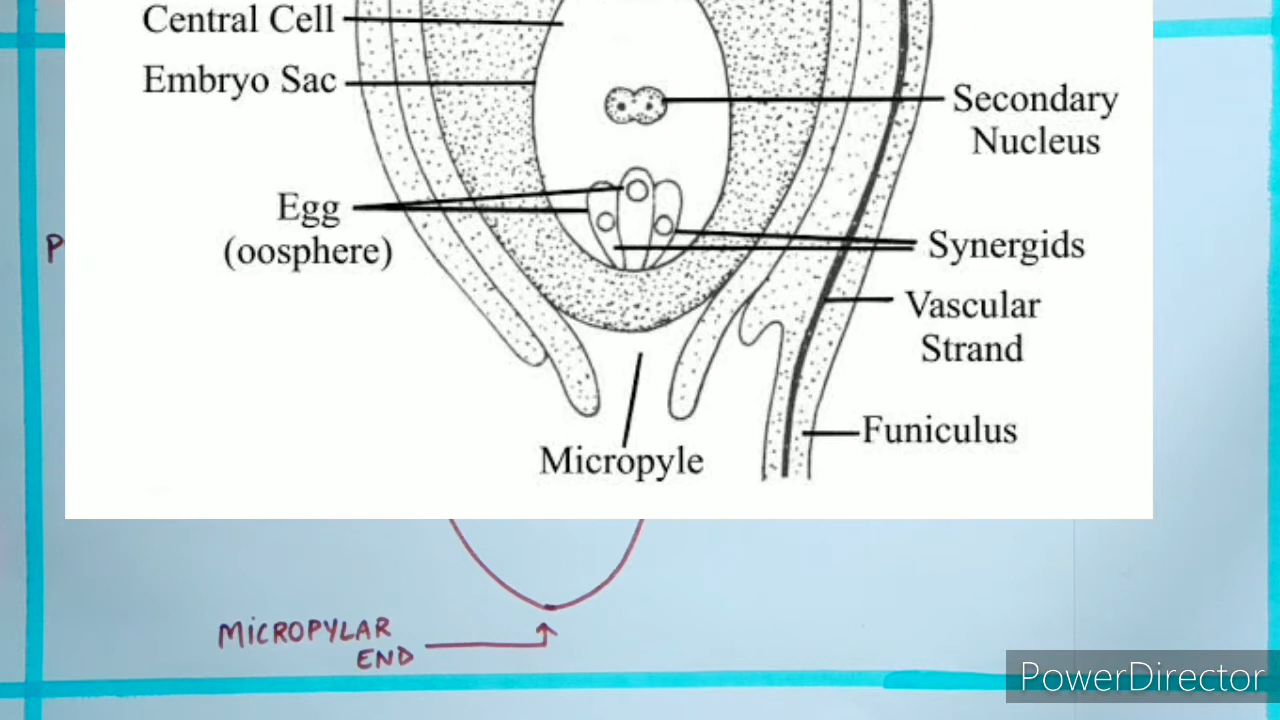 Central Cell
Embryo Sac
Secondary
Nucleus
Egg
(oosphere)
Synergids
Vascular
Strand
Funiculus
Micropyle
P
MiCROPYLAR
END
PowerDirector